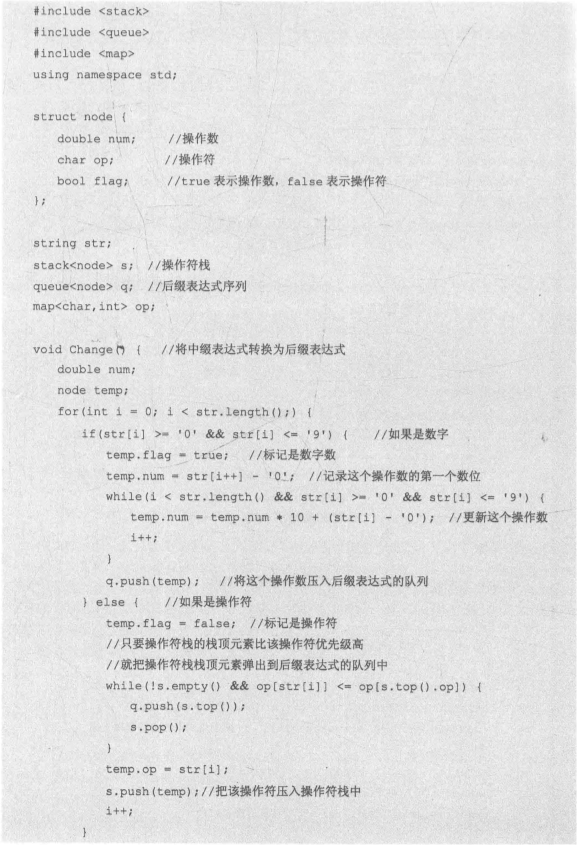 #include <stack>
#include <queue>
#include <map>
using namespace std;
struct node {
double num; //操作数
char op; //操作符
bool flag; //true 表示操作数，false 表示操作符
};
string str;
stack<node> s; //操作符栈
queue<node> q; //后缀表达式序列
map<char,int> op;
void Change() { //将中缀表达式转换为后缀表达式
double num;
node temp;
for(int i = 0; i < str.length();) {
if(str[i] >= '0' && str[i] <= '9') { //如果是数字
temp.flag = true; //标记是数字数
temp.num = str[i++] - '0'; //记录这个操作数的第一个数位
while(i < str.length() && str[i] >= '0' && str[i] <= '9') {
temp.num = temp.num * 10 + (str[i] - '0'); //更新这个操作数
i++;
}
q.push(temp); //将这个操作数压入后缀表达式的队列
} else { //如果是操作符
temp.flag = false; //标记是操作符
//只要操作符栈的栈顶元素比该操作符优先级高
//就把操作符栈栈顶元素弹出到后缀表达式的队列中
while(!s.empty() && op[str[i]] <= op[s.top().op]) {
q.push(s.top());
s.pop();
}
temp.op = str[i];
s.push(temp);//把该操作符压入操作符栈中
i++;
}